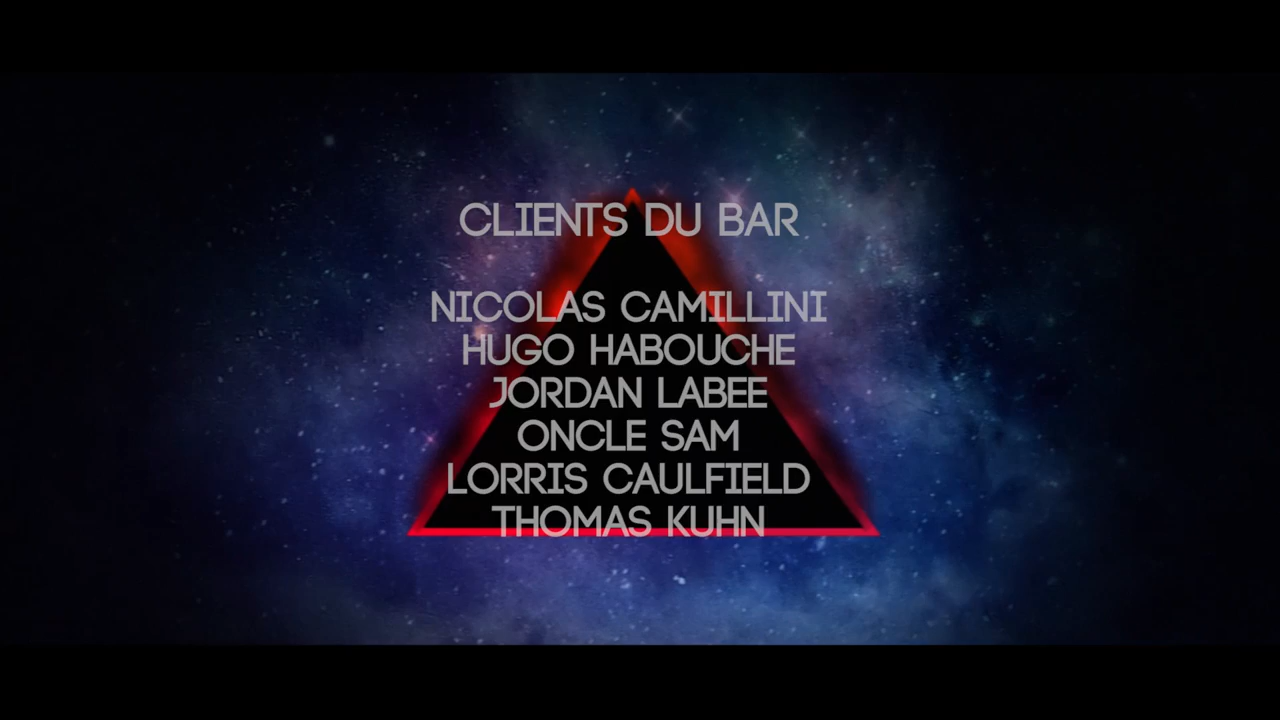 CLIENTS DU BAR
NICOLAS CAMILLINI
HUGO HABOUCHE
JORDAN LABEE
ONCLE SAM
LORRIS CAULFIELD
THOMAS KUHN